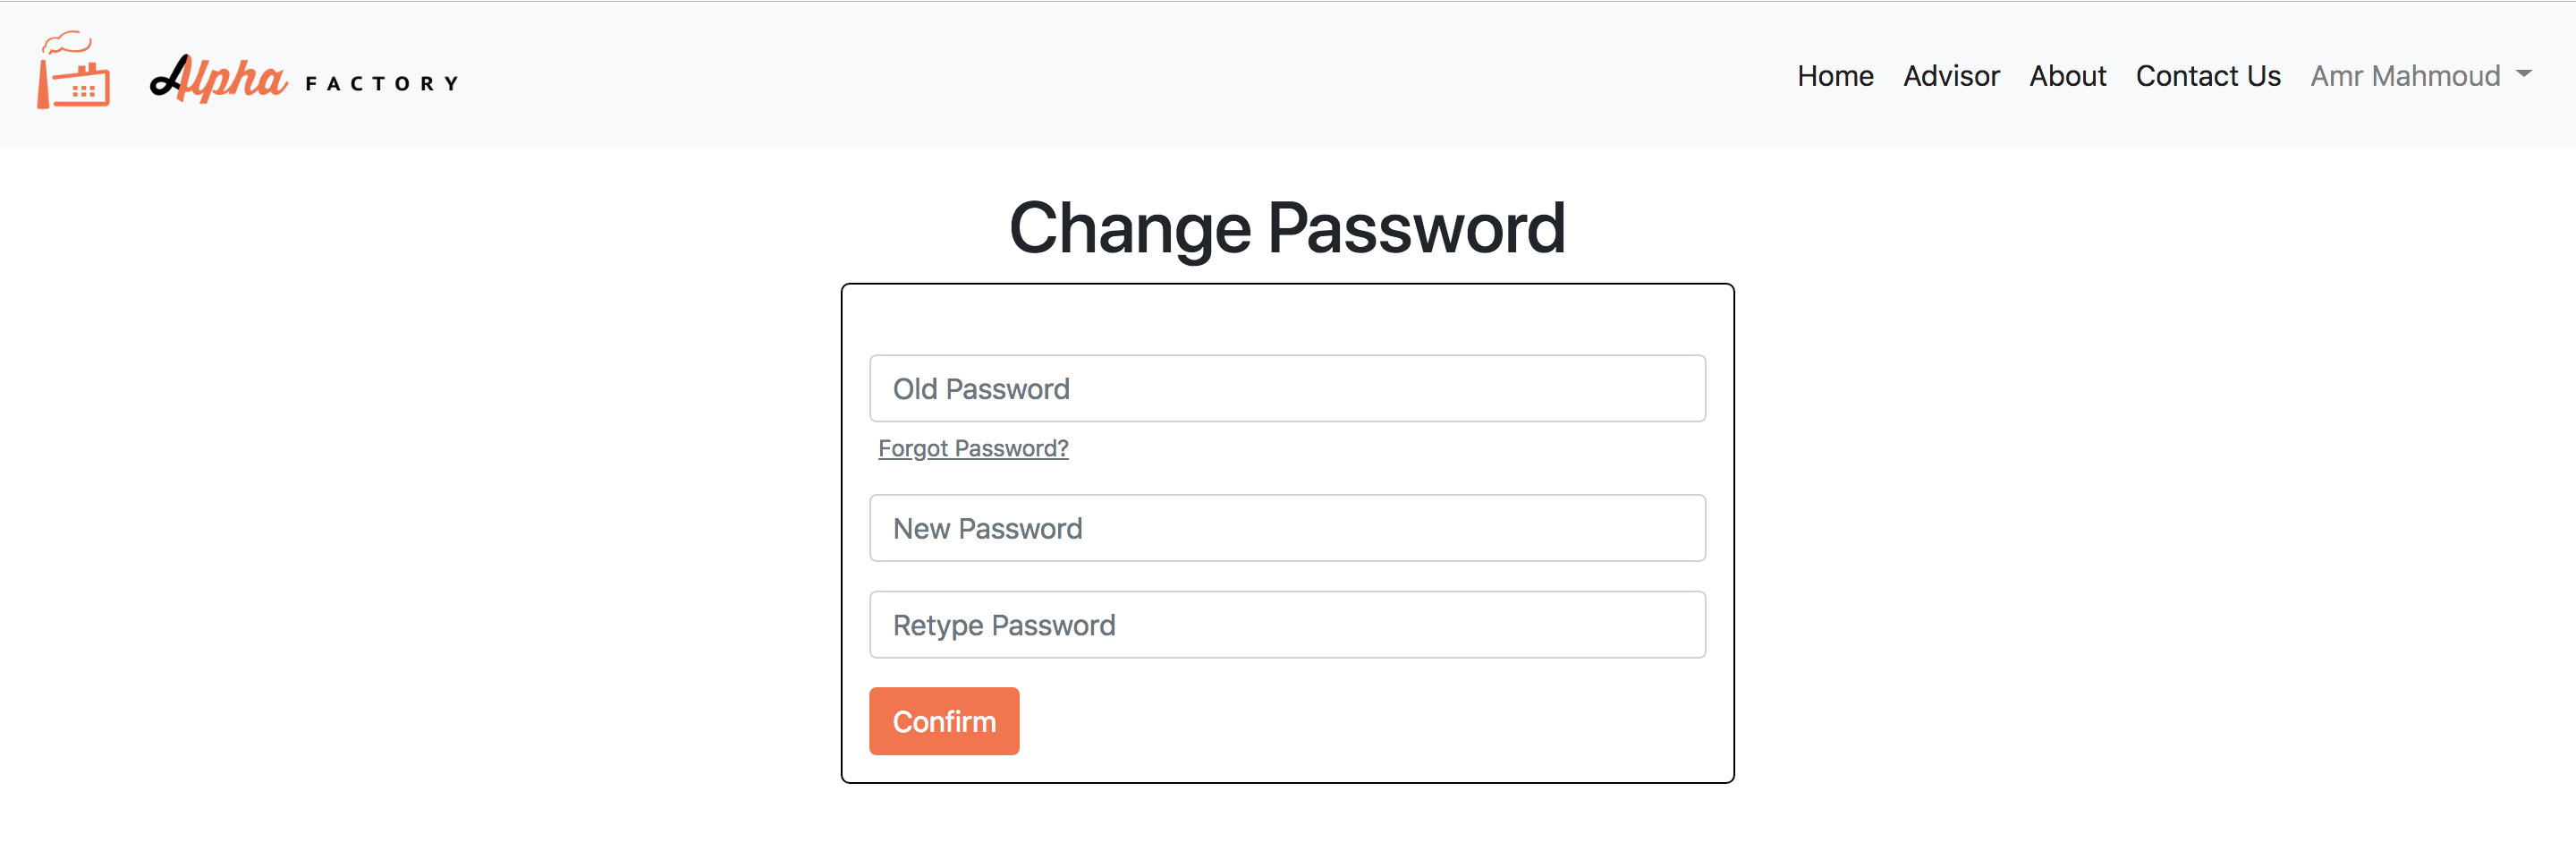 Alpha FACTORY
Home Advisor About Contact Us Amr Mahmoud
Change Password
Old Password
Forgot Password?
New Password
Retype Password
Confirm